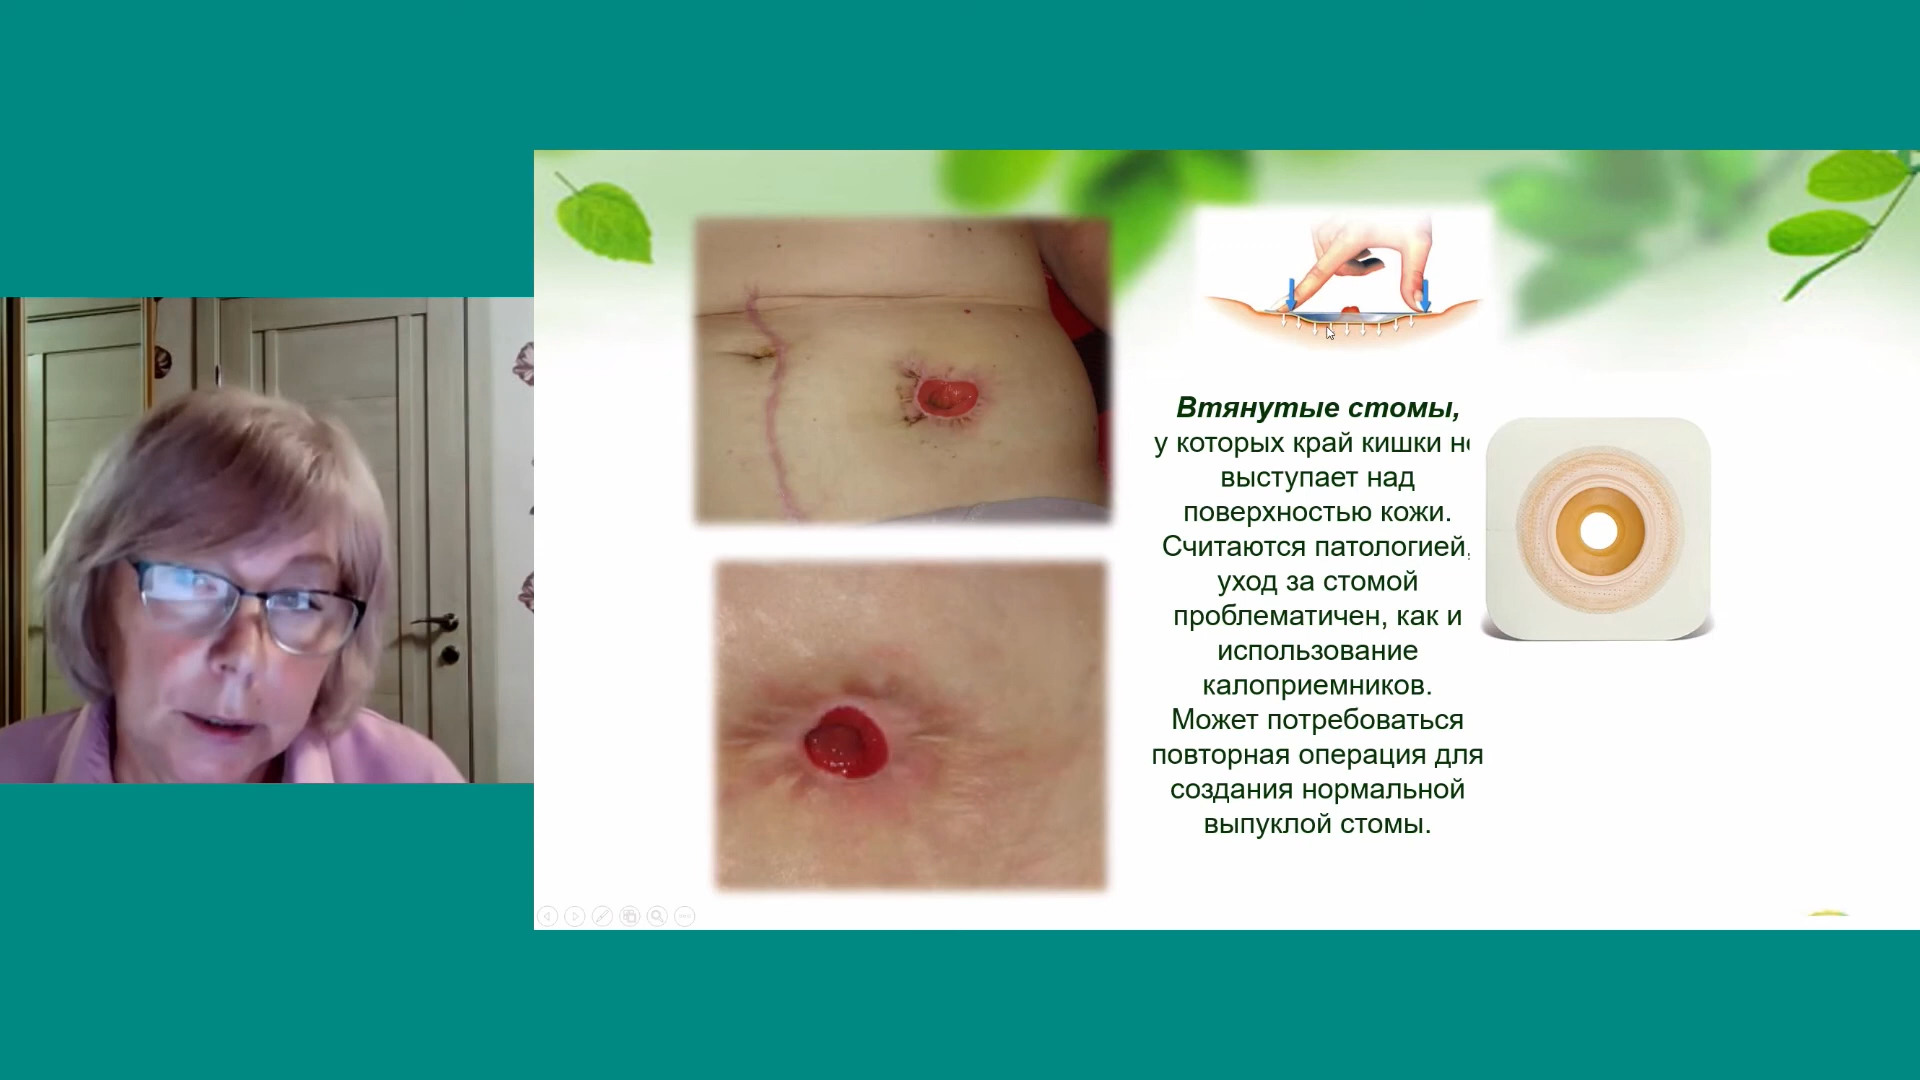 Втянутые стомы,
у которых край кишки не
выступает над
поверхностью кожи.
Считаются патологией,
уход за стомой
проблематичен, как и
использование
калоприемников.
Может потребоваться
повторная операция для
создания нормальной
выпуклой стомы.